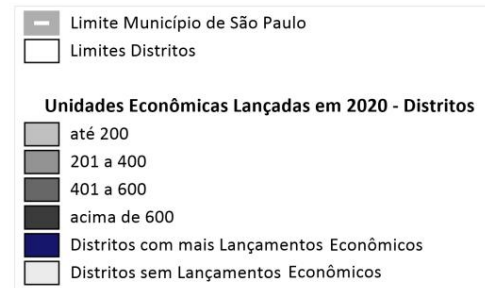 Limite Município de São Paulo
Limites Distritos
Unidades Econômicas Lançadas em 2020 - Distritos
até 200
201 a 400
401 a 600
acima de 600
Distritos com mais Lançamentos Econômicos
Distritos sem Lançamentos Econômicos